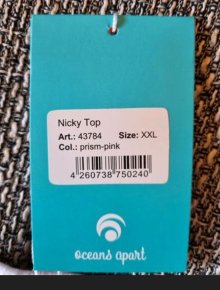 Nicky Top
Art.: 43784 Size: XXL
Col.: prism-pink
4 260738 750240
oceans apart